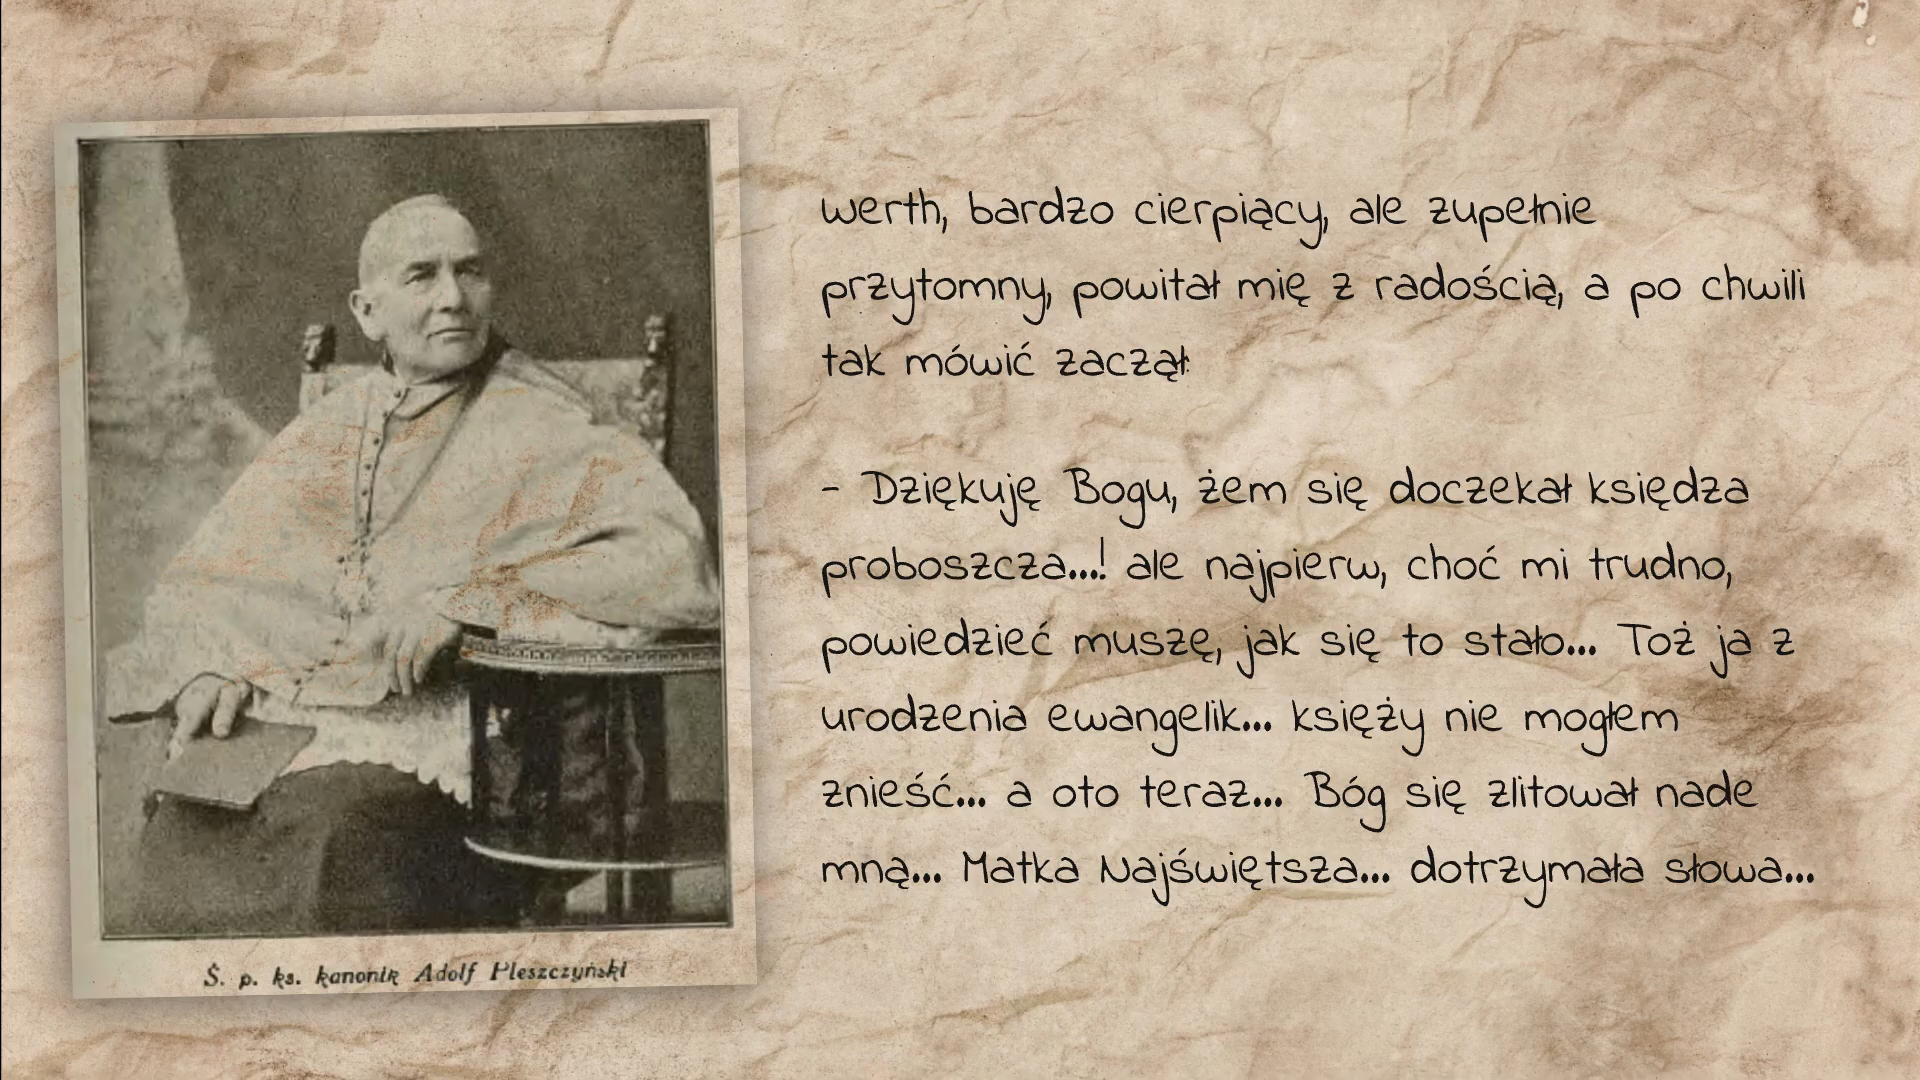 werth, bardzo cierpiący, ale zupełnie
przytomny, powitał mię z radością, a po chwili
tak mówić zaczął:
- Dziękuję Bogu, żem się doczekał księdza
proboszcza...! ale najpierw, choć mi trudno,
powiedzieć muszę, jak się to stało... Toż ja z
urodzenia ewangelik... księży nie mogłem
znieść... a oto teraz... Bóg się zlitował nade
mną... Matka Najświętsza... dotrzymała słowa...
Ś. p. ks. kanonik Adolf Pleszczyński